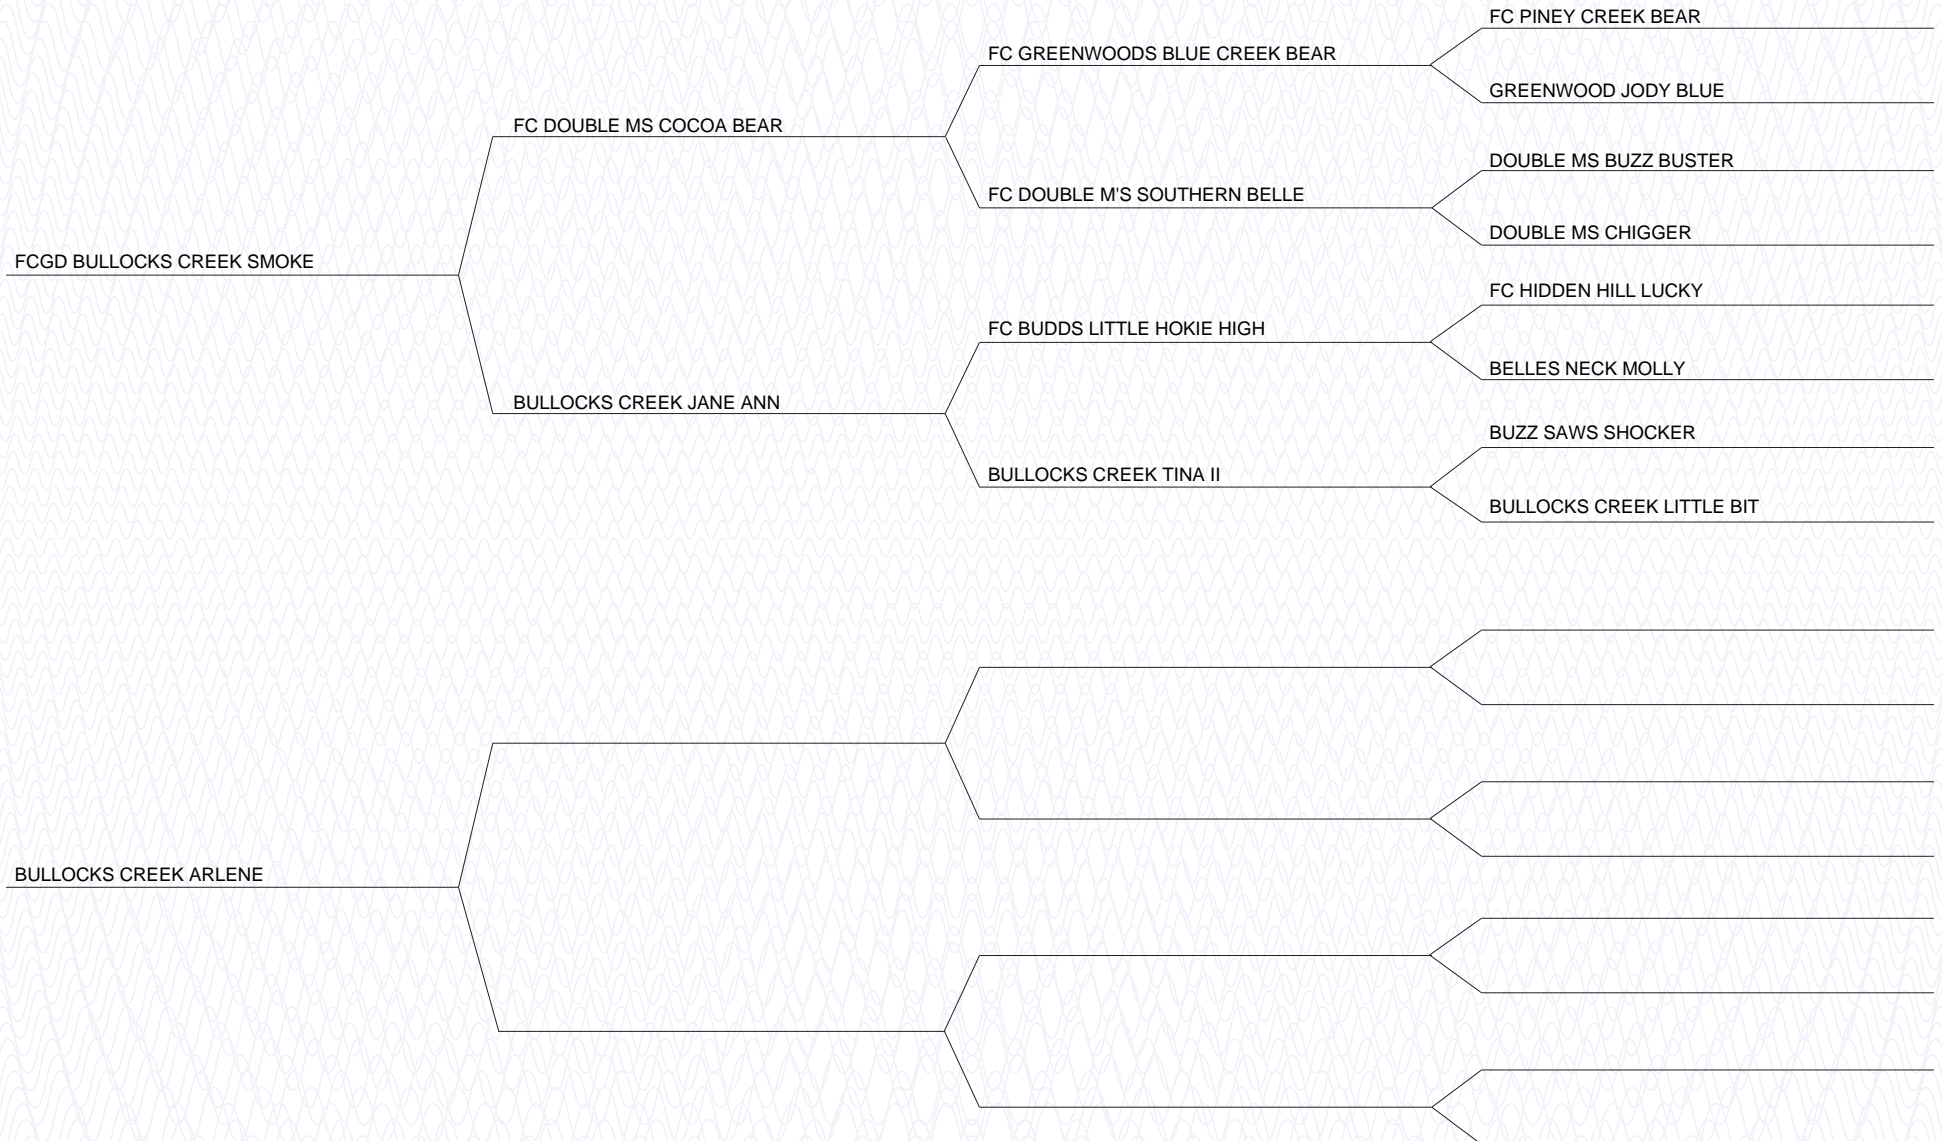 FC PINEY CREEK BEAR
FC GREENWOODS BLUE CREEK BEAR
GREENWOOD JODY BLUE
FC DOUBLE MS COCOA BEAR
DOUBLE MS BUZZ BUSTER
FC DOUBLE M'S SOUTHERN BELLE
DOUBLE MS CHIGGER
FCGD BULLOCKS CREEK SMOKE
FC HIDDEN HILL LUCKY
FC BUDDS LITTLE HOKIE HIGH
BELLES NECK MOLLY
BULLOCKS CREEK JANE ANN
BUZZ SAWS SHOCKER
BULLOCKS CREEK TINA II
BULLOCKS CREEK LITTLE BIT
BULLOCKS CREEK ARLENE